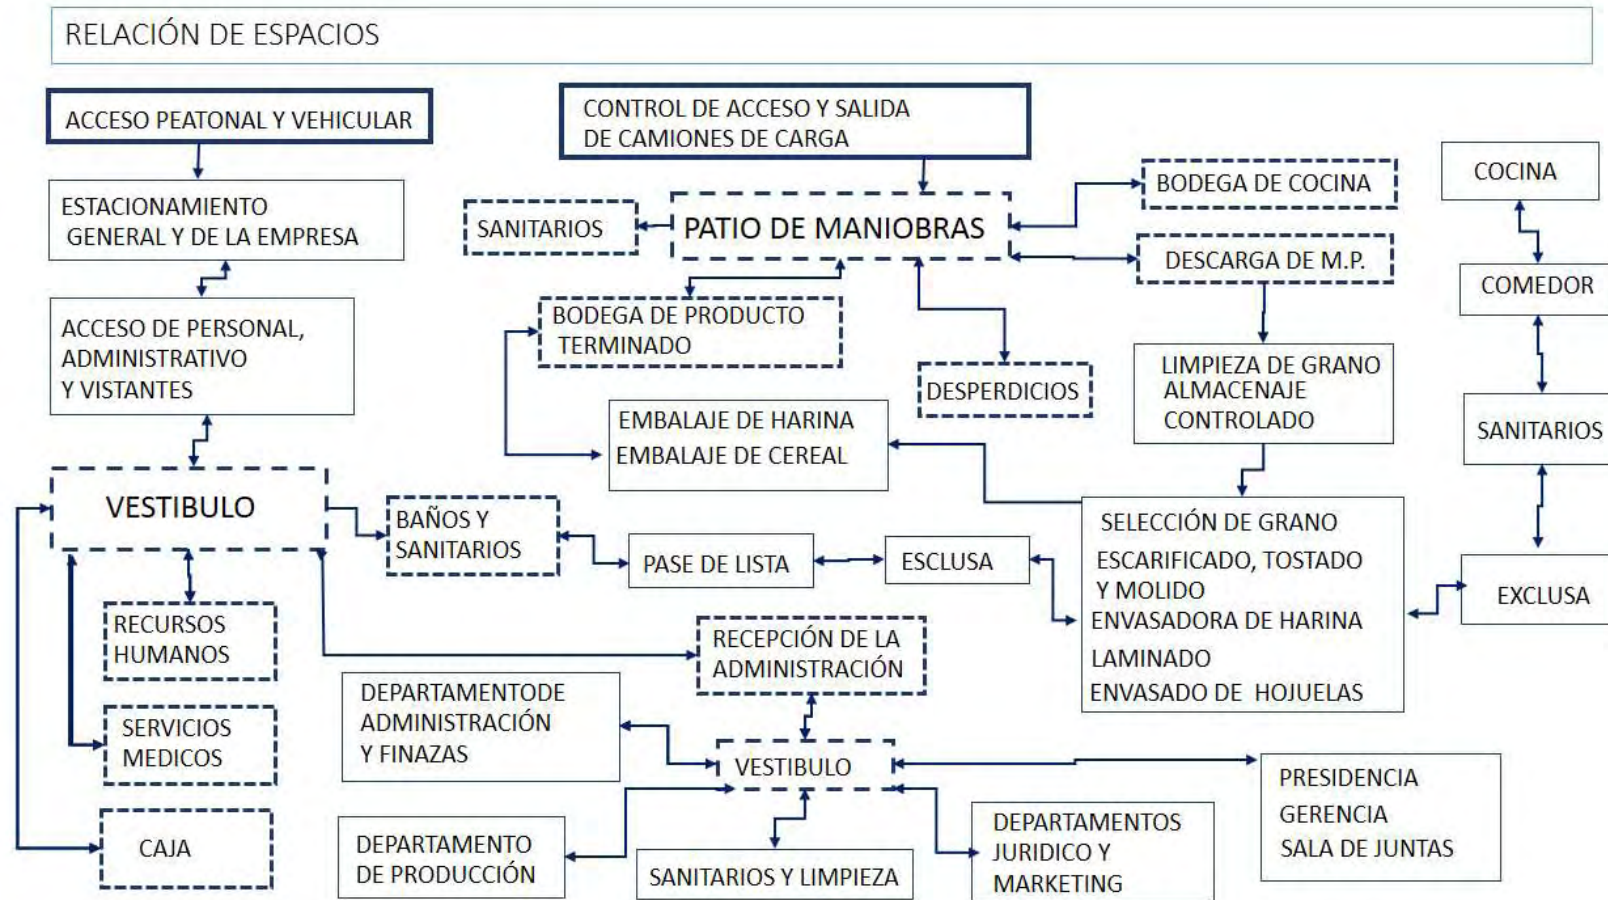 RELACIÓN DE ESPACIOS
ACCESO PEATONAL Y VEHICULAR
CONTROL DE ACCESO Y SALIDA
DE CAMIONES DE CARGA
ESTACIONAMIENTO
GENERAL Y DE LA EMPRESA
SANITARIOS
PATIO DE MANIOBRAS
BODEGA DE COCINA
COCINA
DESCARGA DE M.P.
COMEDOR
ACCESO DE PERSONAL,
ADMINISTRATIVO
Y VISTANTES
BODEGA DE PRODUCTO
TERMINADO
DESPERDICIOS
LIMPIEZA DE GRANO
ALMACENAJE
CONTROLADO
EMBALAJE DE HARINA
EMBALAJE DE CEREAL
SANITARIOS
VESTIBULO
BAÑOS Y
SANITARIOS
PASE DE LISTA
ESCLUSA
SELECCIÓN DE GRANO
ESCARIFICADO, TOSTADO
Y MOLIDO
ENVASADORA DE HARINA
LAMINADO
ENVASADO DE HOJUELAS
EXCLUSA
RECURSOS
HUMANOS
RECEPCIÓN DE LA
ADMINISTRACIÓN
DEPARTAMENTODE
ADMINISTRACIÓN
Y FINAZAS
SERVICIOS
MEDICOS
VESTIBULO
PRESIDENCIA
GERENCIA
SALA DE JUNTAS
CAJA
DEPARTAMENTO
DE PRODUCCIÓN
SANITARIOS Y LIMPIEZA
DEPARTAMENTOS
JURIDICO Y
MARKETING